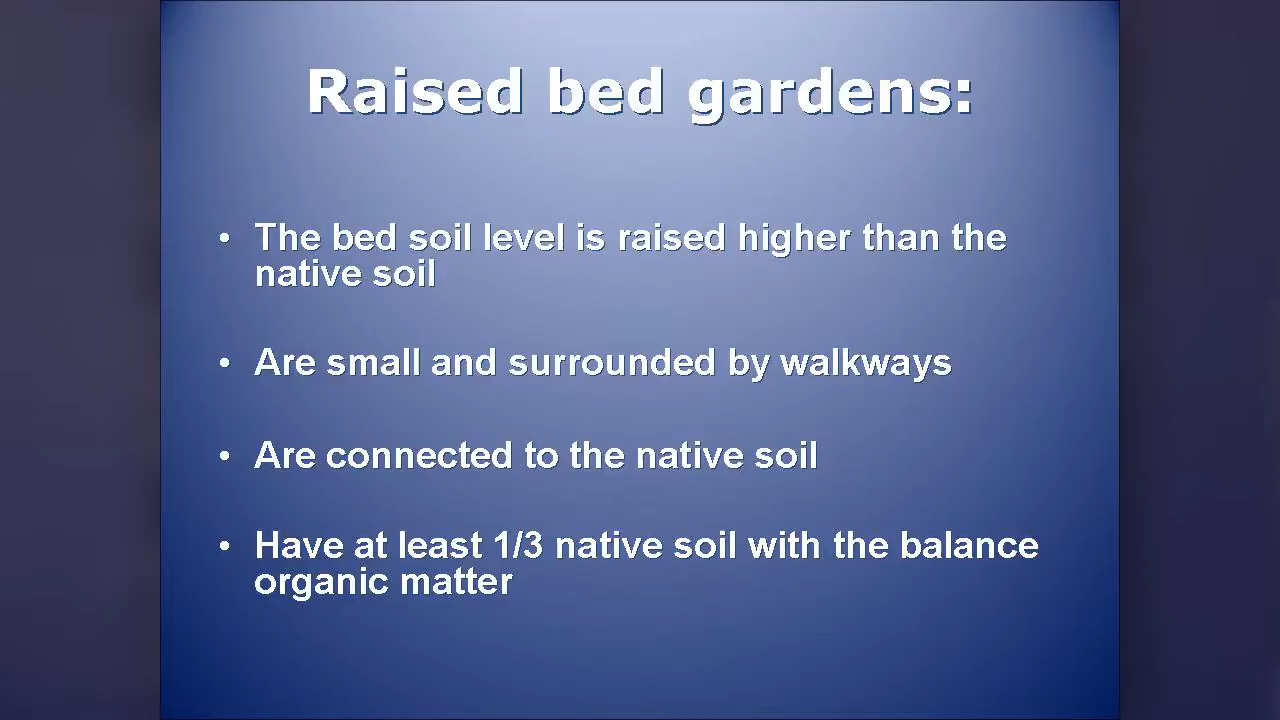 Raised bed gardens:
• The bed soil level is raised higher than the
native soil
• Are small and surrounded by walkways
• Are connected to the native soil
• Have at least 1/3 native soil with the balance
organic matter